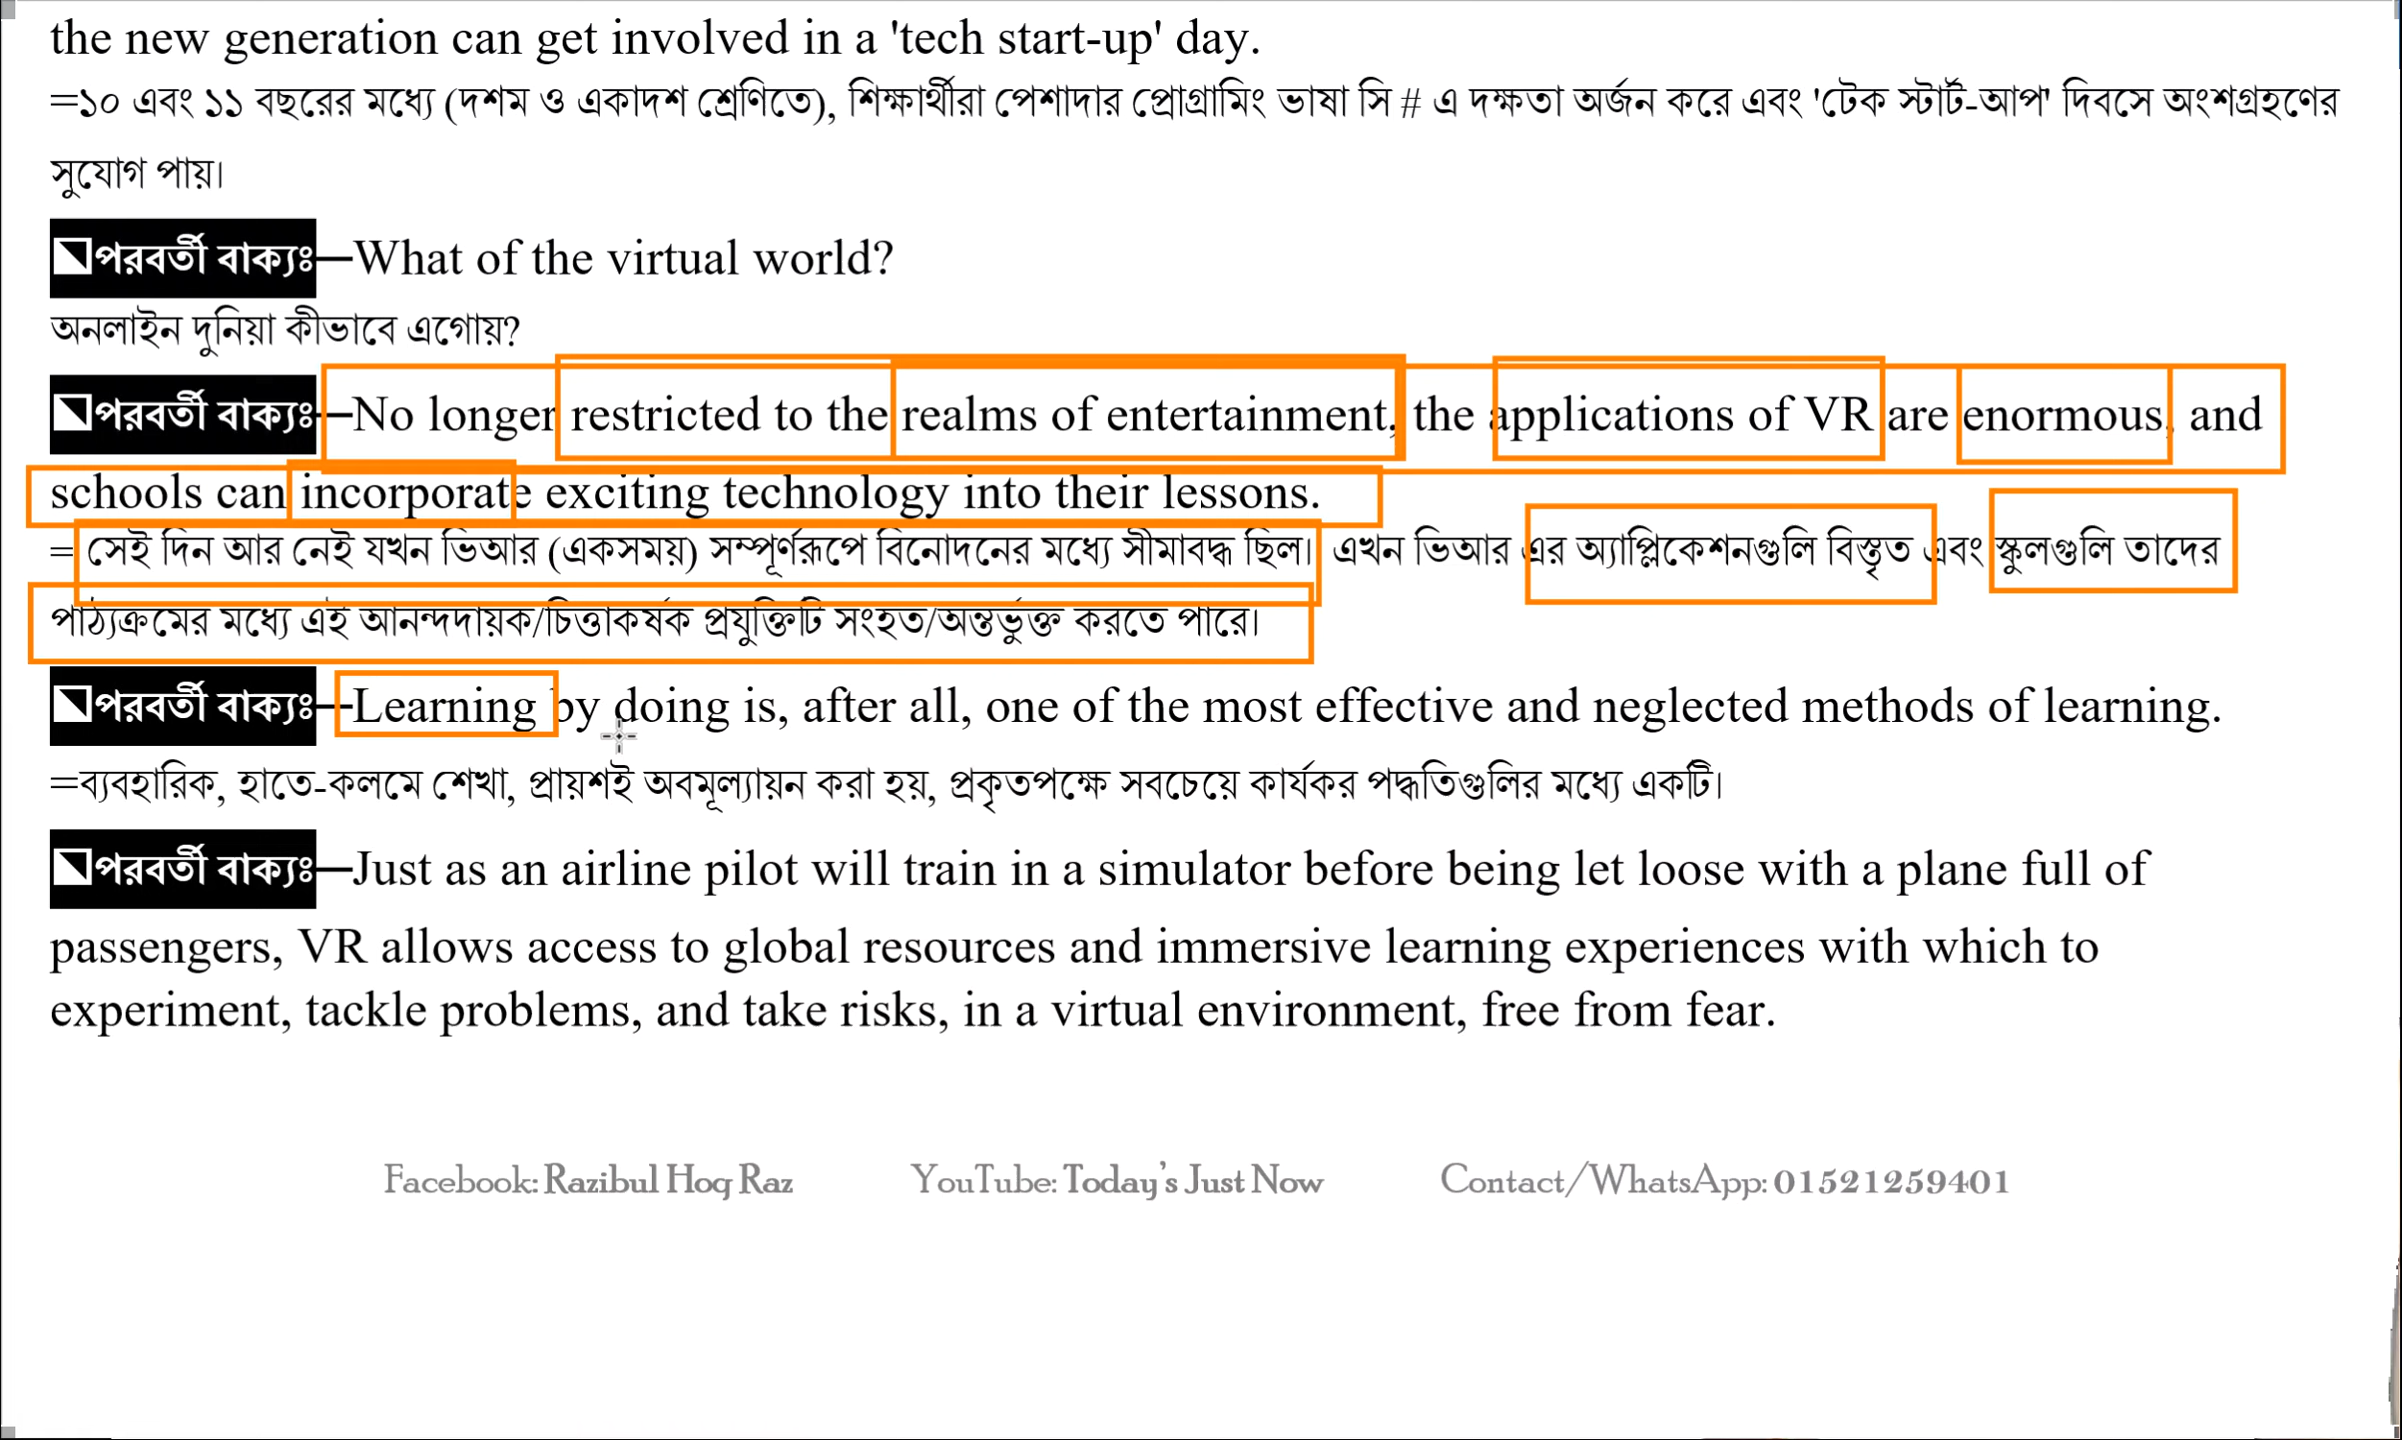 the new generation can get involved in a 'tech start-up' day.
=১০ এবং ১১ বছরের মধ্যে (দশম ও একাদশ শ্রেণিতে), শিক্ষার্থীরা পেশাদার প্রোগ্রামিং ভাষা সি # এ দক্ষতা অর্জন করে এবং 'টেক স্টার্ট-আপ' দিবসে অংশগ্রহণের
সুযোগ পায়।
পরবর্তী বাক্যঃ—What of the virtual world?
অনলাইন দুনিয়া কীভাবে এগোয়?
পরবর্তী বাক্যঃ—No longer restricted to the realms of entertainment, the applications of VR are enormous, and
schools can incorporate exciting technology into their lessons.
= সেই দিন আর নেই যখন ভিআর (একসময়) সম্পূর্ণরূপে বিনোদনের মধ্যে সীমাবদ্ধ ছিল। এখন ভিআর এর অ্যাপ্লিকেশনগুলি বিস্তৃত এবং স্কুলগুলি তাদের
পাঠ্যক্রমের মধ্যে এই আনন্দদায়ক/চিত্তাকর্ষক প্রযুক্তিটি সংহত/অন্তর্ভুক্ত করতে পারে।
পরবর্তী বাক্যঃ—Learning by doing is, after all, one of the most effective and neglected methods of learning.
=ব্যবহারিক, হাতে-কলমে শেখা, প্রায়শই অবমূল্যায়ন করা হয়, প্রকৃতপক্ষে সবচেয়ে কার্যকর পদ্ধতিগুলির মধ্যে একটি।
পরবর্তী বাক্যঃ—Just as an airline pilot will train in a simulator before being let loose with a plane full of
passengers, VR allows access to global resources and immersive learning experiences with which to
experiment, tackle problems, and take risks, in a virtual environment, free from fear.
Facebook: Razibul Hoq Raz YouTube: Today's Just Now Contact/WhatsApp: 01521259401